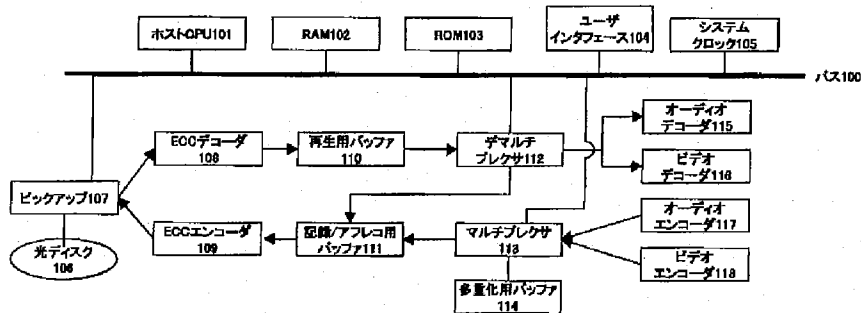 ホストCPU101
RAM102
ROM103
ユーザ
インタフェース104
システム
クロック105
バス100
ECCデコーダ
108
再生用バッファ
110
デマルチ
プレクサ112
オーディオ
デコーダ115
ビデオ
デコーダ116
ピックアップ107
光ディスク
106
ECCエンコーダ
109
記録/アフレコ用
バッファ111
マルチプレクサ
113
多重化用バッファ
114
オーディオ
エンコーダ117
ビデオ
エンコーダ118